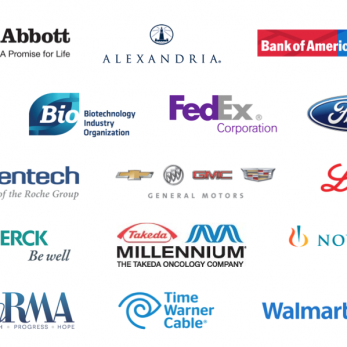 Abbott
A Promise for Life
ALEXANDRIA®
Bank of Americ
Bio
Biotechnology
Industry
Organization
FedEx®
Corporation
Ford
entech
of the Roche Group
GMC
GENERAL MOTORS
L
ERCK
Be well
Takeda
MILLENNIUM®
THE TAKEDA ONCOLOGY COMPANY
NO
RMA
H · PROGRESS · HOPE
Time
Warner
Cable®
Walmart